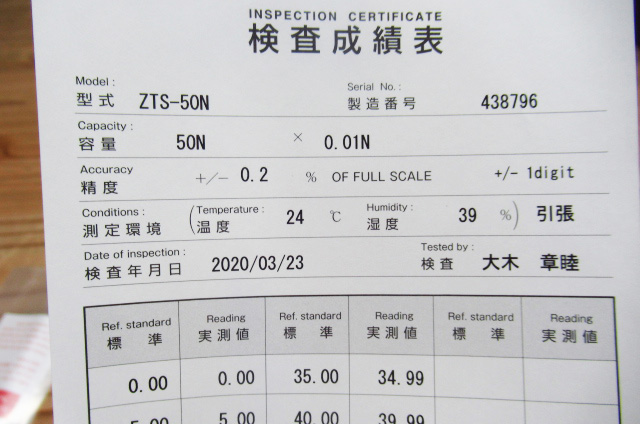 INSPECTION CERTIFICATE
検査成績表
Model :
型式 ZTS-50N
Serial No. :
製造番号 438796
Capacity :
容量 50N × 0.01N
Accuracy
精度 +/- 0.2 % OF FULL SCALE +/- 1digit
Conditions :
測定環境
(Temperature :
温度 24 ℃
Humidity :
湿度 39 %) 引張
Date of inspection :
検査年月日 2020/03/23
Tested by :
検査 大木 章睦
Ref. standard Reading Ref. standard Reading Ref. standard Reading
標準 実測値 標準 実測値 標準 実測値
0.00 0.00 35.00 34.99
5.00 5.00 40.00 39.99